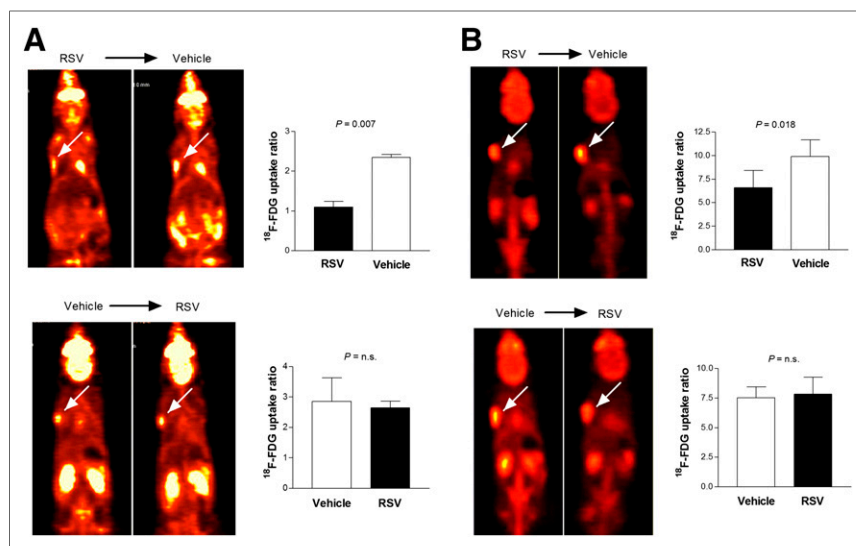 A
RSV Vehicle
P = 0.007
3
2
1
0
¹⁸F-FDG uptake ratio
RSV Vehicle
Vehicle RSV
P = n.s.
4
3
2
1
0
¹⁸F-FDG uptake ratio
Vehicle RSV
B
RSV Vehicle
P = 0.018
12.5
10.0
7.5
5.0
2.5
0.0
¹⁸F-FDG uptake ratio
RSV Vehicle
Vehicle RSV
P = n.s.
10.0
7.5
5.0
2.5
0.0
¹⁸F-FDG uptake ratio
Vehicle RSV